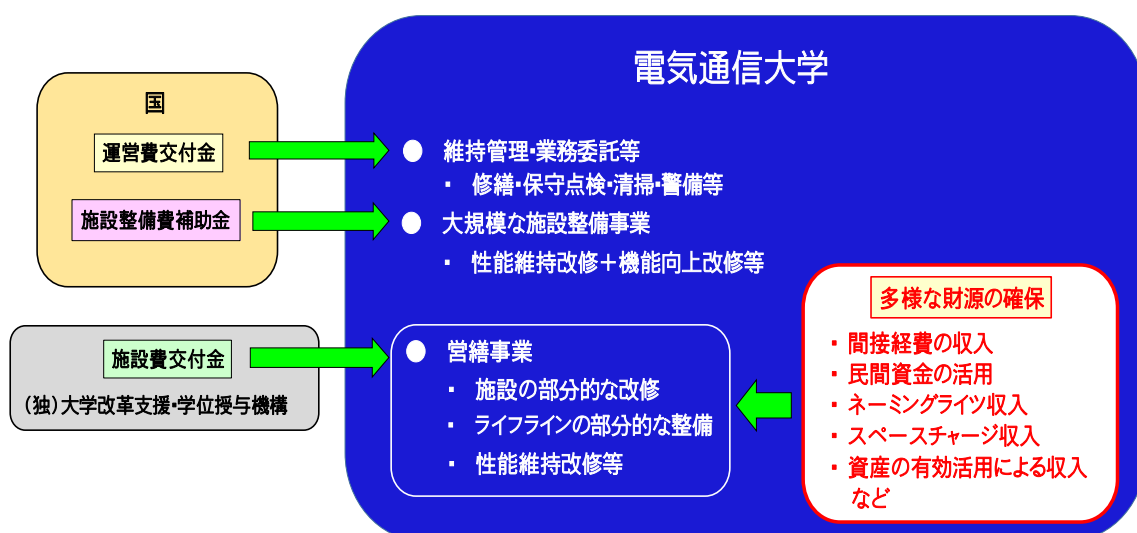 電気通信大学
国
運営費交付金
施設整備費補助金
施設費交付金
(独)大学改革支援・学位授与機構
● 維持管理・業務委託等
・ 修繕・保守点検・清掃・警備等
● 大規模な施設整備事業
・ 性能維持改修+機能向上改修等
● 営繕事業
・ 施設の部分的な改修
・ ライフラインの部分的な整備
・ 性能維持改修等
多様な財源の確保
・間接経費の収入
・民間資金の活用
・ネーミングライツ収入
・スペースチャージ収入
・資産の有効活用による収入
など